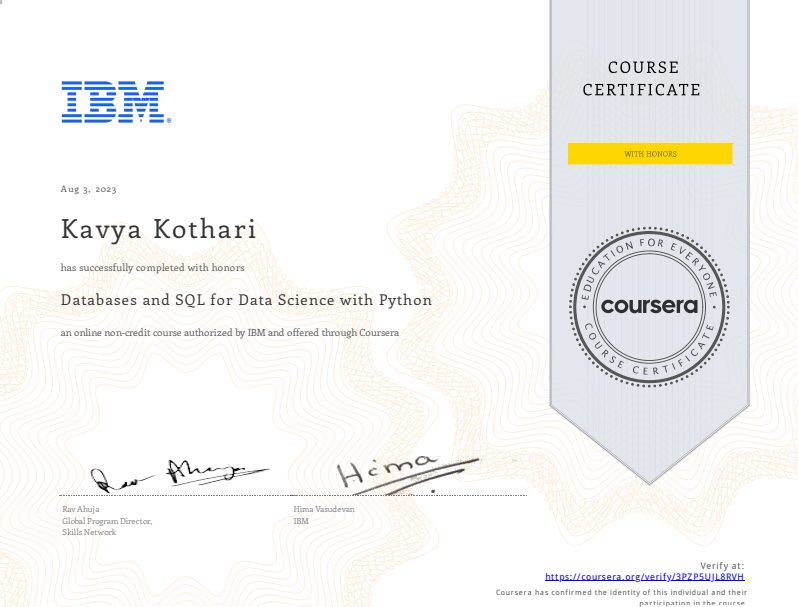 COURSE
CERTIFICATE
IBM®
WITH HONORS
Aug 3, 2023
Kavya Kothari
has successfully completed with honors
Databases and SQL for Data Science with Python
an online non-credit course authorized by IBM and offered through Coursera
EDUCATION FOR EVERYONE
coursera
COURSE CERTIFICATE
Rav Ahuja
Hima
Rav Ahuja
Global Program Director,
Skills Network
Hima Vasudevan
IBM
Verify at:
https://coursera.org/verify/3PZP5UJL8RVH
Coursera has confirmed the identity of this individual and their
participation in the course